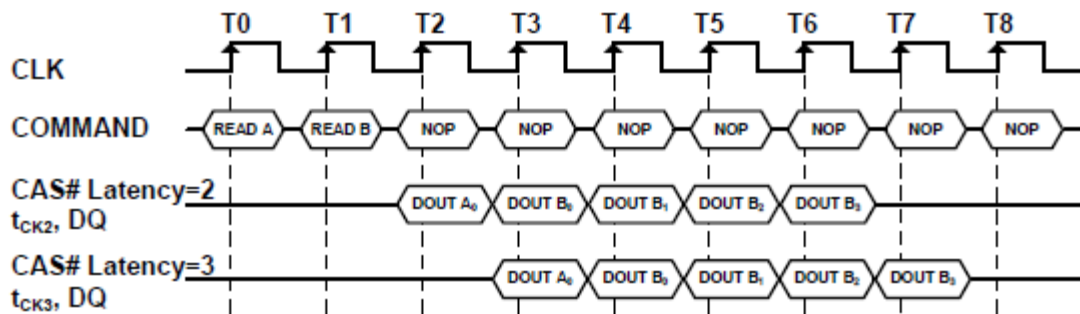 T0 T1 T2 T3 T4 T5 T6 T7 T8
CLK
COMMAND READ A READ B NOP NOP NOP NOP NOP NOP NOP
CAS# Latency=2
tCK2, DQ DOUT A0 DOUT B0 DOUT B1 DOUT B2 DOUT B3
CAS# Latency=3
tCK3, DQ DOUT A0 DOUT B0 DOUT B1 DOUT B2 DOUT B3